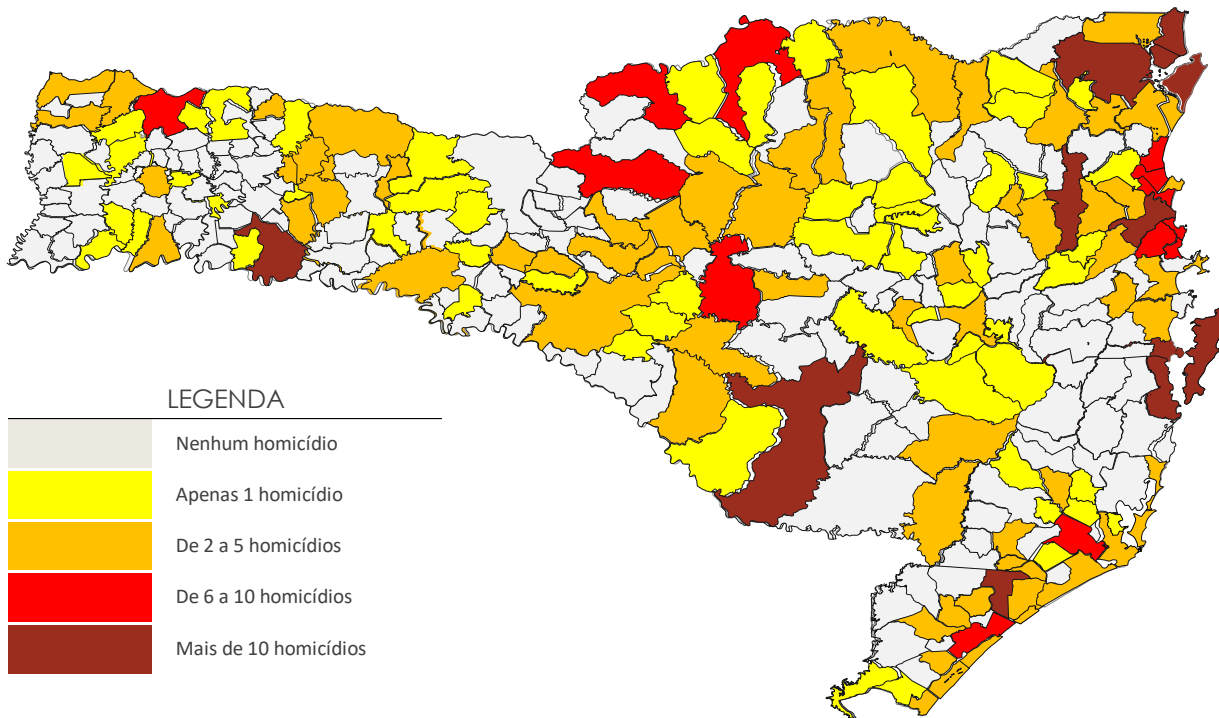 LEGENDA
Nenhum homicídio
Apenas 1 homicídio
De 2 a 5 homicídios
De 6 a 10 homicídios
Mais de 10 homicídios